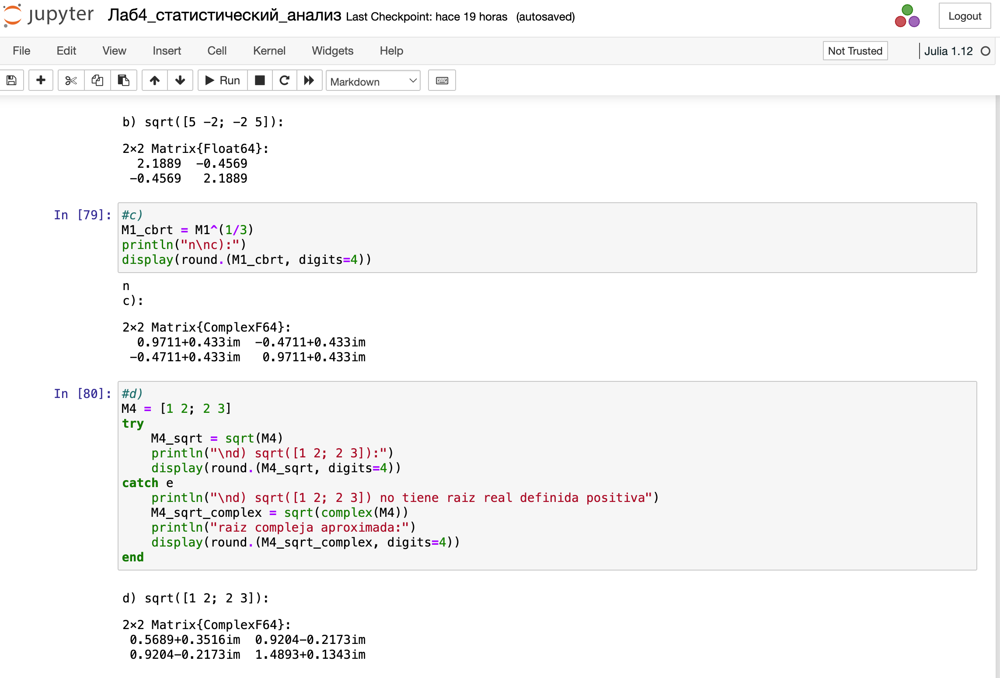 jupyter Лаб4_статистический_анализ Last Checkpoint: hace 19 horas (autosaved) Logout
File Edit View Insert Cell Kernel Widgets Help Not Trusted Julia 1.12
Run Markdown
b) sqrt([5 -2; -2 5]):
2×2 Matrix{Float64}:
  2.1889  -0.4569
 -0.4569   2.1889
In [79]: #c)
M1_cbrt = M1^(1/3)
println("n\nc):")
display(round.(M1_cbrt, digits=4))
n
c):
2×2 Matrix{ComplexF64}:
  0.9711+0.433im  -0.4711+0.433im
 -0.4711+0.433im   0.9711+0.433im
In [80]: #d)
M4 = [1 2; 2 3]
try
    M4_sqrt = sqrt(M4)
    println("\nd) sqrt([1 2; 2 3]):")
    display(round.(M4_sqrt, digits=4))
catch e
    println("\nd) sqrt([1 2; 2 3]) no tiene raiz real definida positiva")
    M4_sqrt_complex = sqrt(complex(M4))
    println("raiz compleja aproximada:")
    display(round.(M4_sqrt_complex, digits=4))
end
d) sqrt([1 2; 2 3]):
2×2 Matrix{ComplexF64}:
 0.5689+0.3516im  0.9204-0.2173im
 0.9204-0.2173im  1.4893+0.1343im